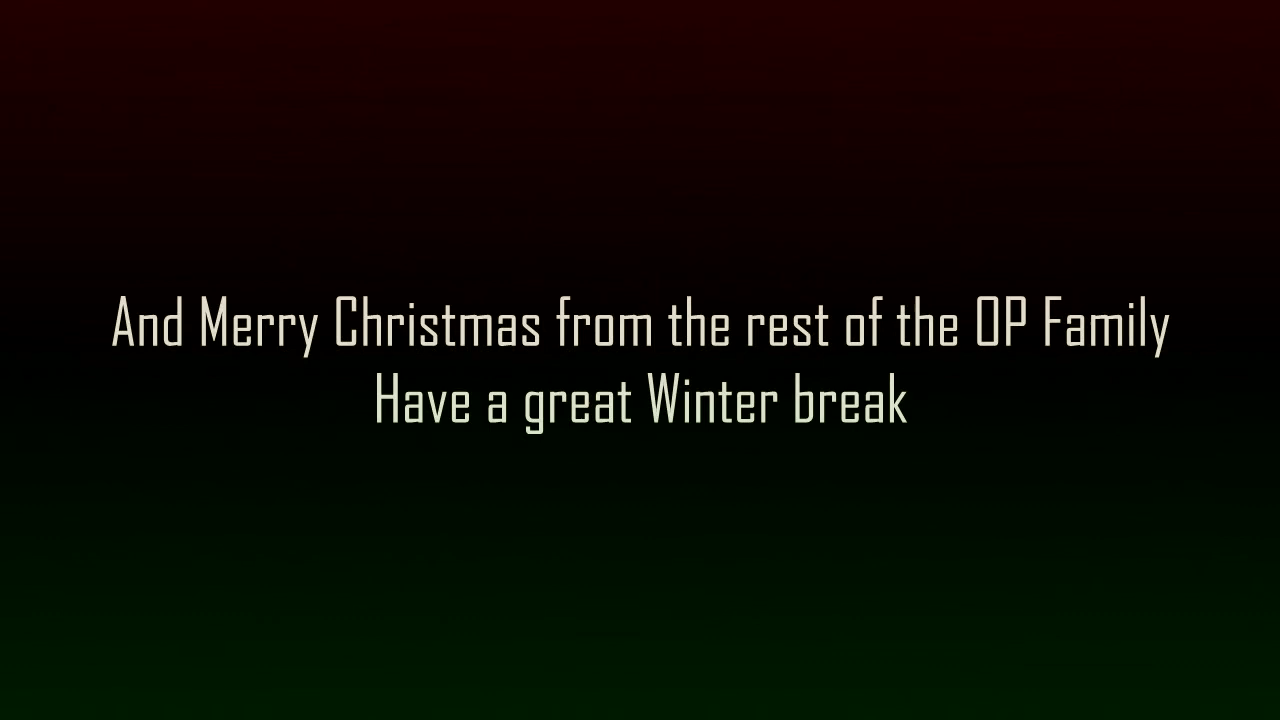 And Merry Christmas from the rest of the OP Family
Have a great Winter break